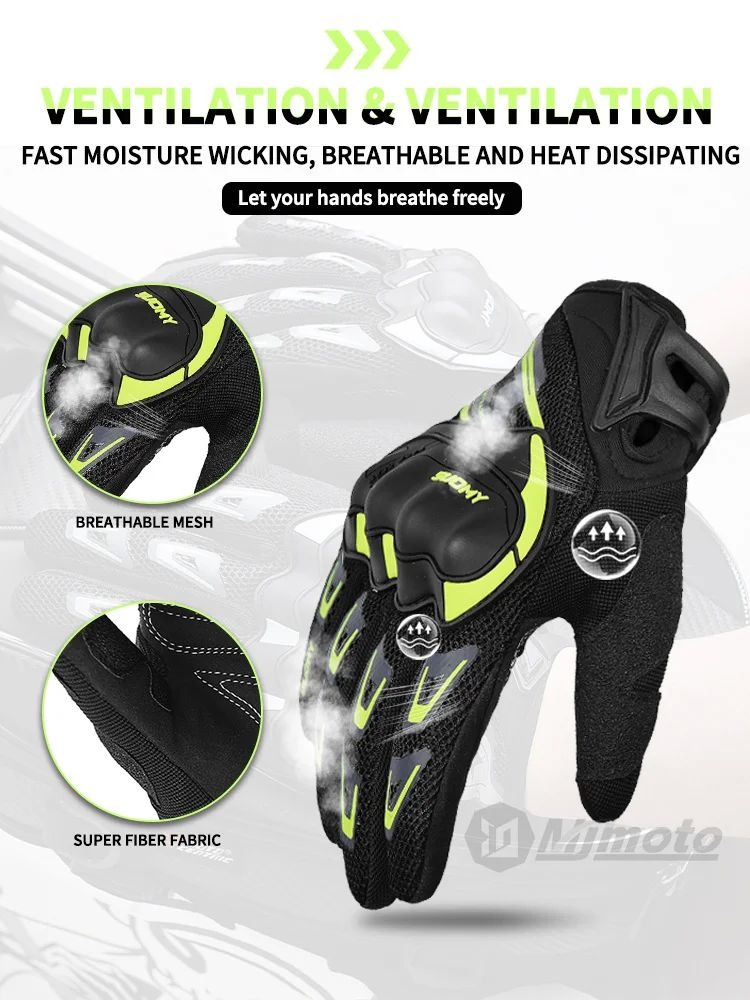 VENTILATION & VENTILATION
FAST MOISTURE WICKING, BREATHABLE AND HEAT DISSIPATING
Let your hands breathe freely
SUOMY
SUOMY
BREATHABLE MESH
SUPER FIBER FABRIC
Mjmoto